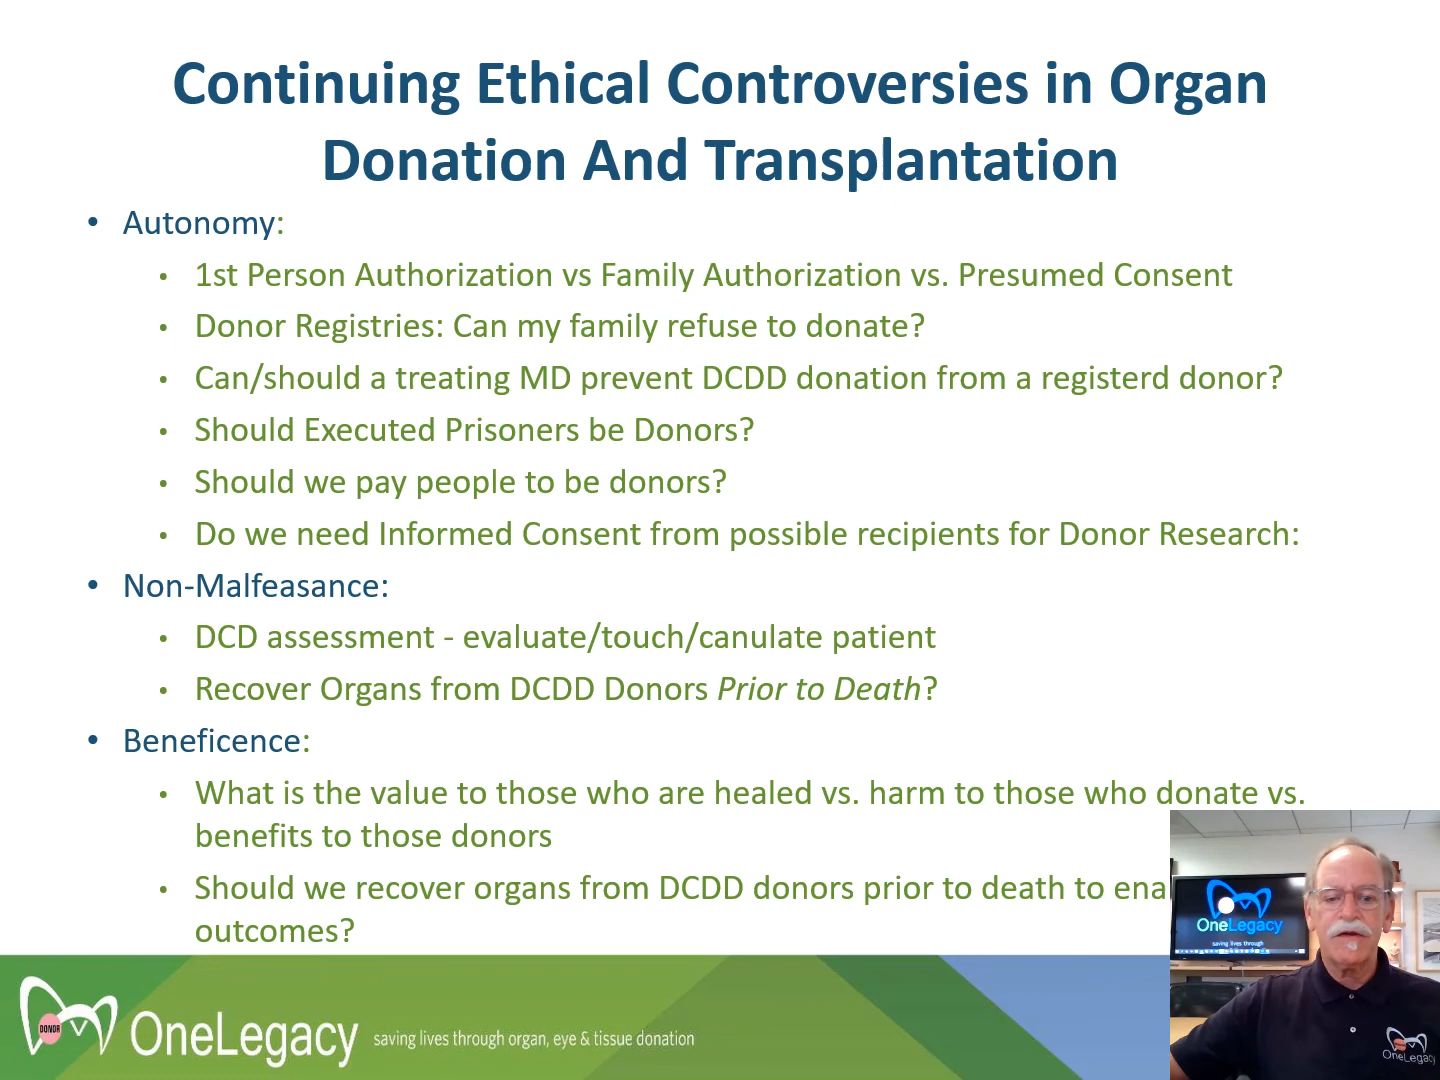 Continuing Ethical Controversies in Organ
Donation And Transplantation
• Autonomy:
• 1st Person Authorization vs Family Authorization vs. Presumed Consent
• Donor Registries: Can my family refuse to donate?
• Can/should a treating MD prevent DCDD donation from a registerd donor?
• Should Executed Prisoners be Donors?
• Should we pay people to be donors?
• Do we need Informed Consent from possible recipients for Donor Research:
• Non-Malfeasance:
• DCD assessment - evaluate/touch/canulate patient
• Recover Organs from DCDD Donors Prior to Death?
• Beneficence:
• What is the value to those who are healed vs. harm to those who donate vs.
benefits to those donors
• Should we recover organs from DCDD donors prior to death to
outcomes?
OneLegacy
saving lives through
DONOR
OneLegacy
saving lives through organ, eye & tissue donation
OneLegacy